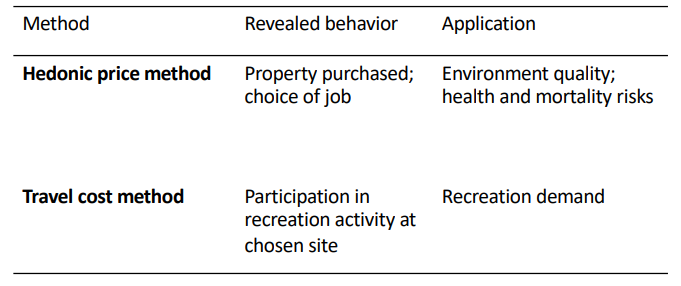 Method Revealed behavior Application
Hedonic price method Property purchased; Environment quality;
choice of job health and mortality risks
Travel cost method Participation in Recreation demand
recreation activity at
chosen site